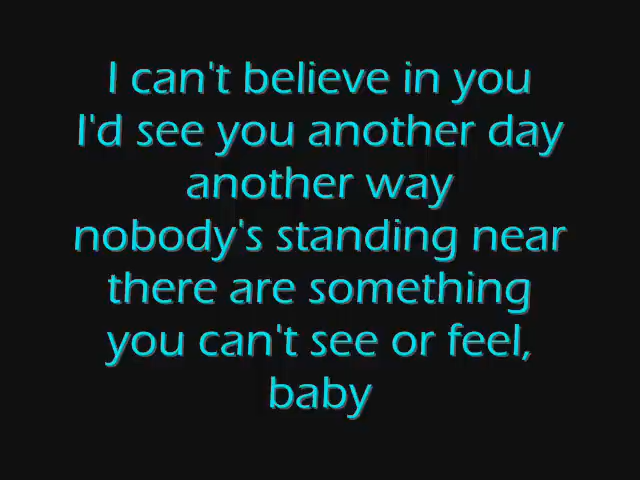 I can't believe in you
I'd see you another day
another way
nobody's standing near
there are something
you can't see or feel,
baby